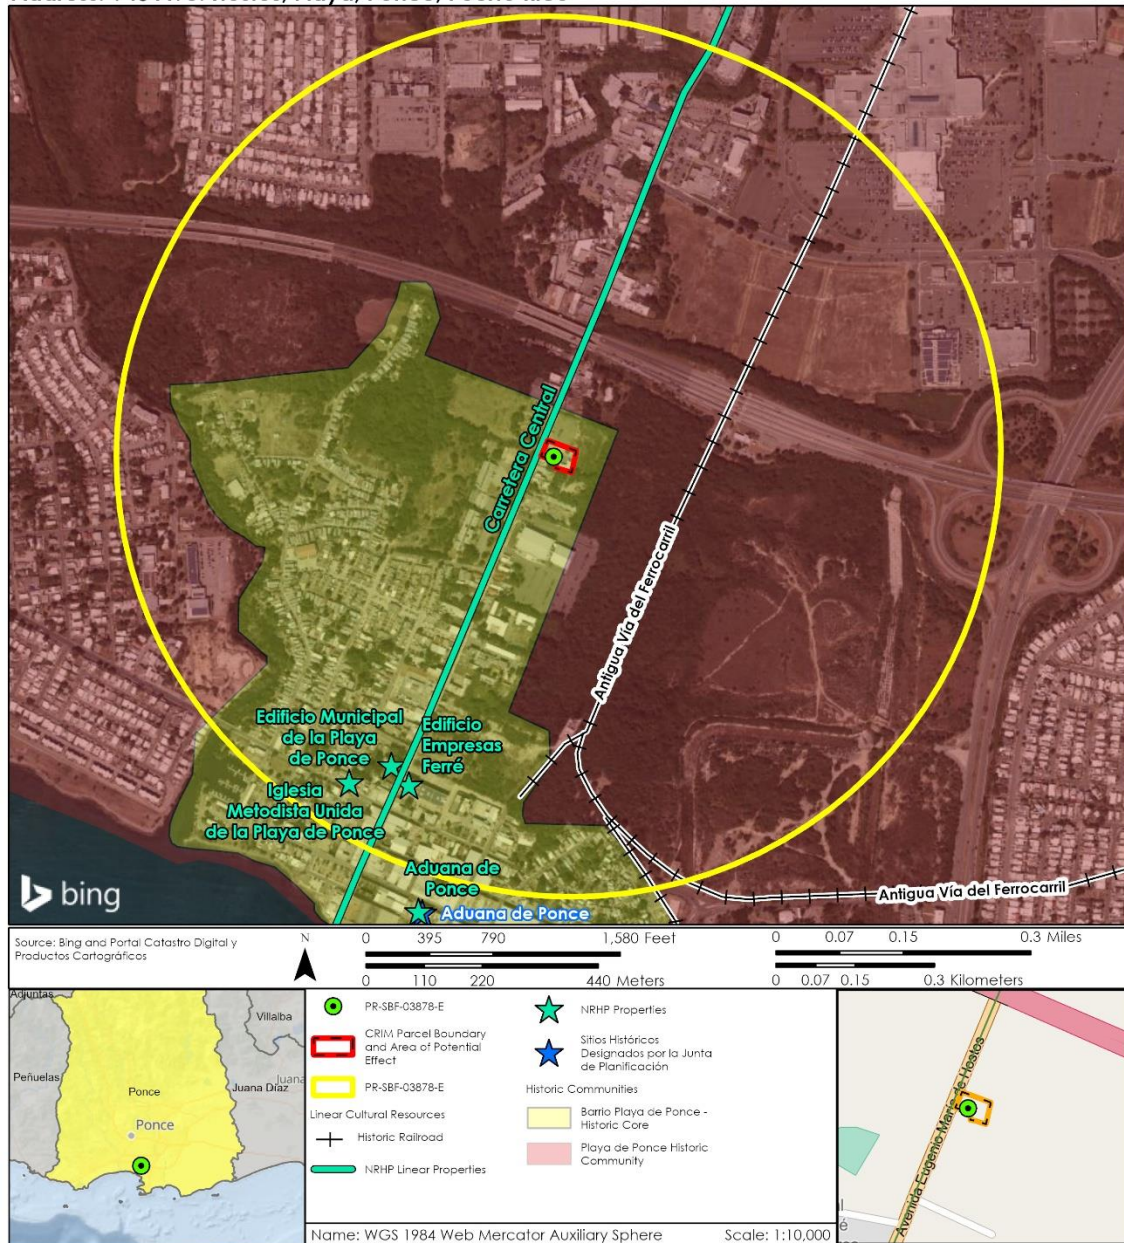 Carretera Central
Antigua Vía del Ferrocarril
Edificio Municipal
de la Playa
de Ponce
Edificio
Empresas
Ferré
Iglesia
Metodista Unida
de la Playa de Ponce
Aduana de
Ponce
Aduana de Ponce
Antigua Vía del Ferrocarril
bing
Source: Bing and Portal Catastro Digital y
Productos Cartográficos
N
0 395 790 1,580 Feet
0 110 220 440 Meters
0 0.07 0.15 0.3 Miles
0 0.07 0.15 0.3 Kilometers
Adjuntas
Villalba
Peñuelas
Ponce
Juana Díaz
Juana
Ponce
PR-SBF-03878-E
CRIM Parcel Boundary
and Area of Potential
Effect
PR-SBF-03878-E
Linear Cultural Resources
Historic Railroad
NRHP Linear Properties
NRHP Properties
Sitios Históricos
Designados por la Junta
de Planificación
Historic Communities
Barrio Playa de Ponce -
Historic Core
Playa de Ponce Historic
Community
Avenida Eugenio María de Hostos
Name: WGS 1984 Web Mercator Auxiliary Sphere
Scale: 1:10,000